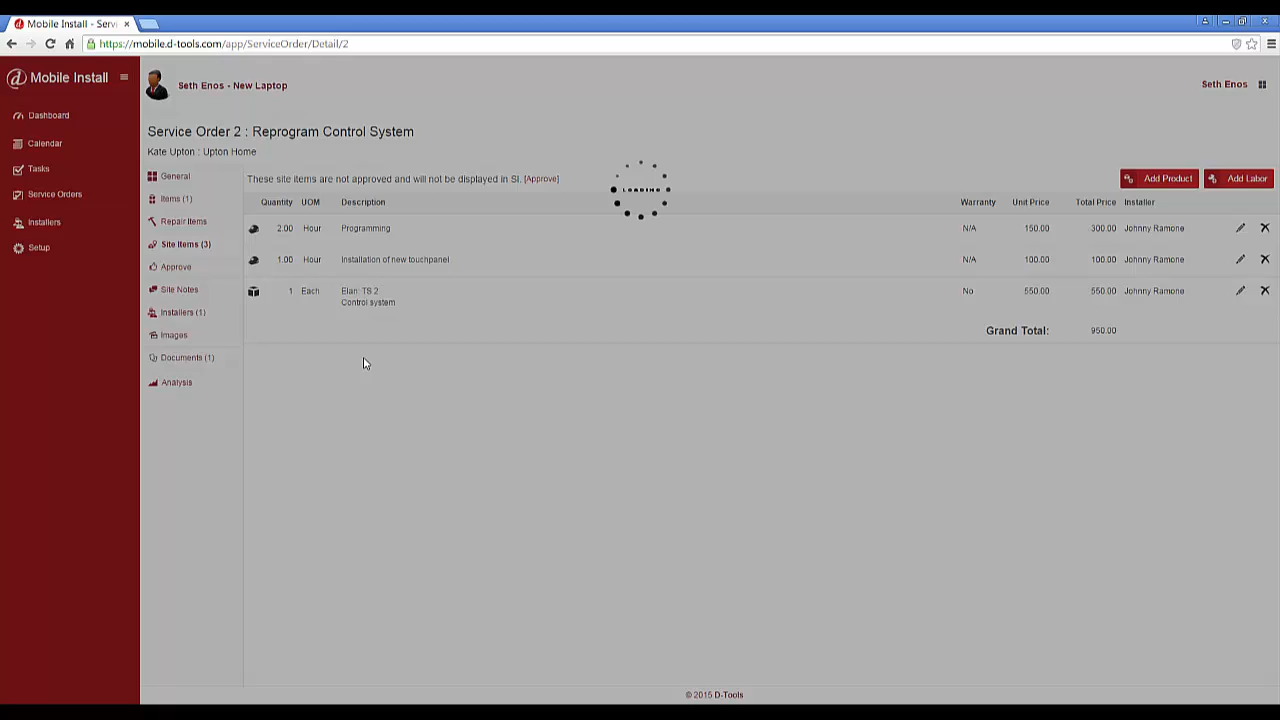 Mobile Install - Servi
https://mobile.d-tools.com/app/ServiceOrder/Detail/2
Mobile Install
Seth Enos - New Laptop
Seth Enos
Dashboard
Calendar
Tasks
Service Orders
Installers
Setup
Service Order 2 : Reprogram Control System
Kate Upton : Upton Home
General
Items (1)
Repair Items
Site Items (3)
Approve
Site Notes
Installers (1)
Images
Documents (1)
Analysis
These site items are not approved and will not be displayed in SI. [Approve]
LOADING
Add Product
Add Labor
Quantity UOM Description Warranty Unit Price Total Price Installer
2.00 Hour Programming N/A 150.00 300.00 Johnny Ramone
1.00 Hour Installation of new touchpanel N/A 100.00 100.00 Johnny Ramone
1 Each Elan: TS 2 No 550.00 550.00 Johnny Ramone
Control system
Grand Total: 950.00
© 2015 D-Tools